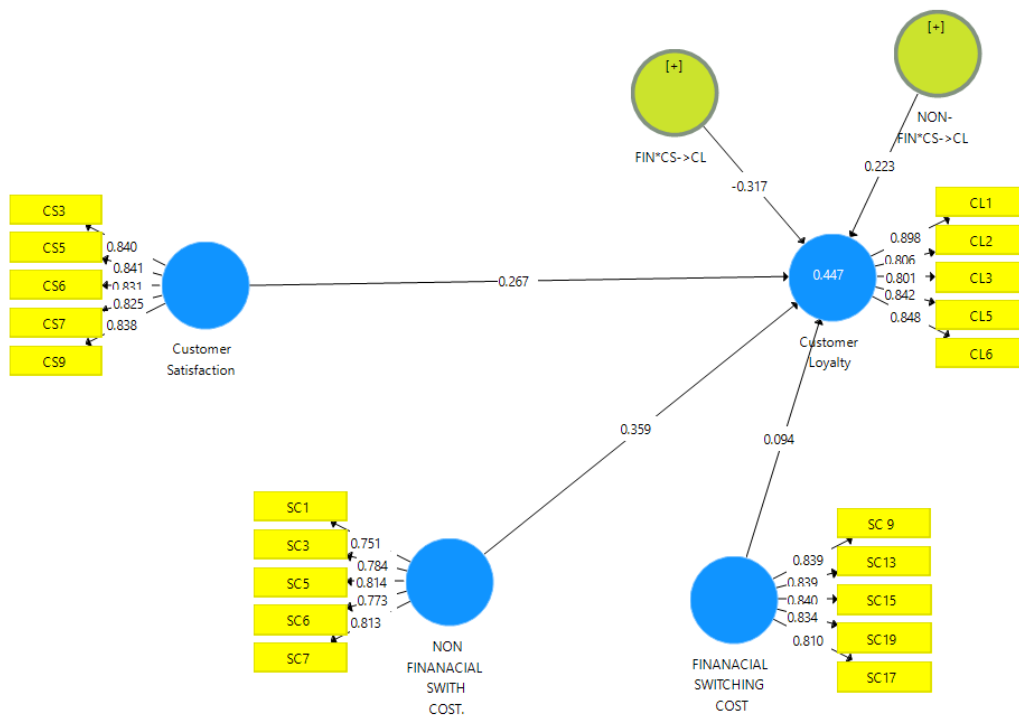 [+]
[+]
FIN*CS->CL
NON-
FIN*CS->CL
-0.317
0.223
CS3
CS5
CS6
CS7
CS9
0.840
0.841
0.831
0.825
0.838
Customer
Satisfaction
0.267
0.447
Customer
Loyalty
0.898
0.806
0.801
0.842
0.848
CL1
CL2
CL3
CL5
CL6
0.359
0.094
SC1
SC3
SC5
SC6
SC7
0.751
0.784
0.814
0.773
0.813
NON
FINANACIAL
SWITH
COST.
FINANACIAL
SWITCHING
COST
0.839
0.839
0.840
0.834
0.810
SC 9
SC13
SC15
SC19
SC17